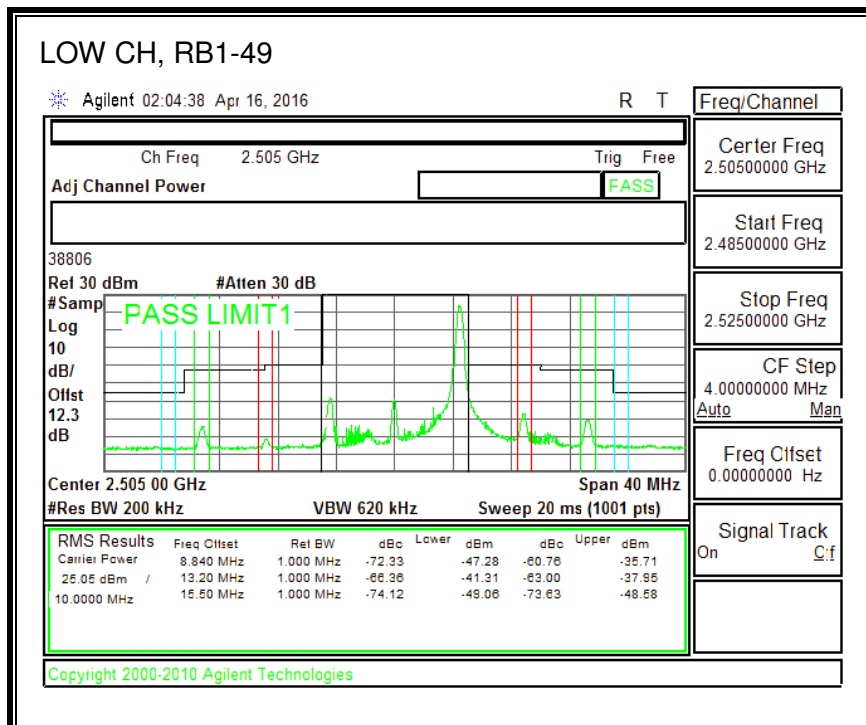 LOW CH, RB1-49
Agilent 02:04:38 Apr 16, 2016 R T
Freq/Channel
Ch Freq 2.505 GHz Trig Free
Adj Channel Power PASS
Center Freq
2.50500000 GHz
Start Freq
2.48500000 GHz
Stop Freq
2.52500000 GHz
CF Step
4.00000000 MHz
Auto Man
Freq Offset
0.00000000 Hz
Signal Track
On Off
38806
Ref 30 dBm #Atten 30 dB
#Samp
Log
10
dB/
Offst
12.3
dB
PASS LIMIT1
Center 2.505 00 GHz Span 40 MHz
#Res BW 200 kHz VBW 620 kHz Sweep 20 ms (1001 pts)
RMS Results Freq Offset Ref BW dBc Lower dBm dBc Upper dBm
Carrier Power 8.840 MHz 1.000 MHz -72.33 -47.28 -60.76 -35.71
25.05 dBm / 13.20 MHz 1.000 MHz -66.36 -41.31 -63.00 -37.95
10.0000 MHz 15.50 MHz 1.000 MHz -74.12 -49.06 -73.63 -48.58
Copyright 2000-2010 Agilent Technologies